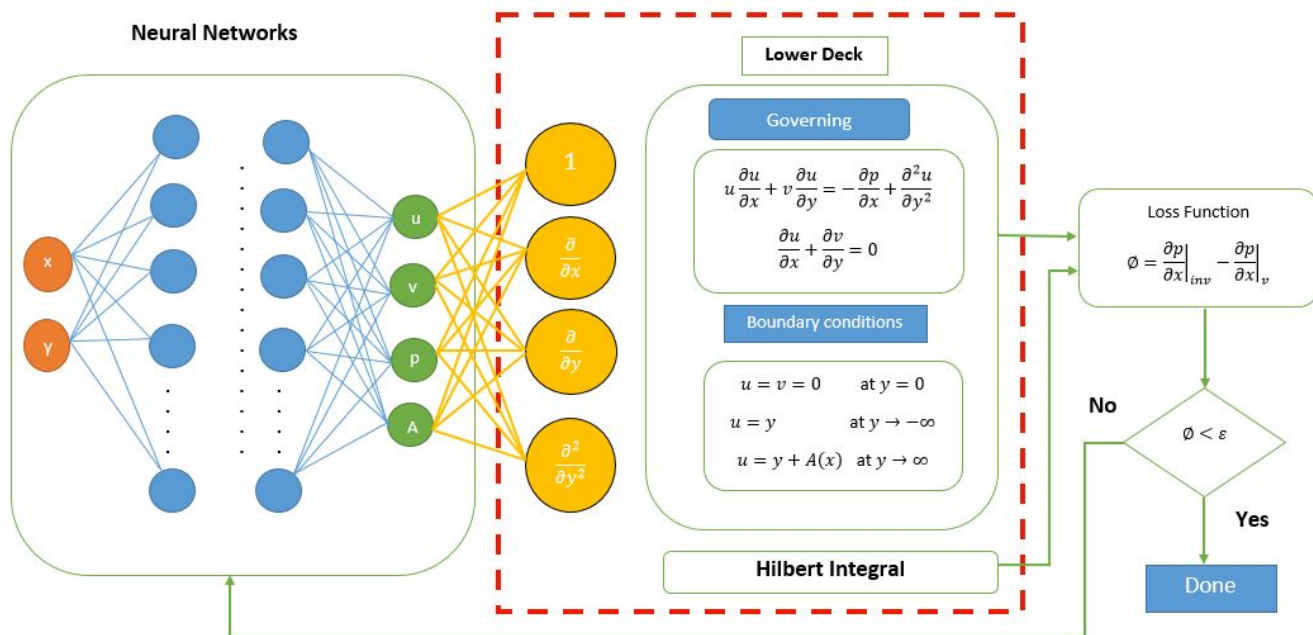 Neural Networks
x
y
u
v
p
A
1
∂/∂x
∂/∂y
∂²/∂y²
Lower Deck
Governing
u ∂u/∂x + v ∂u/∂y = −∂p/∂x + ∂²u/∂y²
∂u/∂x + ∂v/∂y = 0
Boundary conditions
u = v = 0 at y = 0
u = y at y → −∞
u = y + A(x) at y → ∞
Hilbert Integral
Loss Function
∅ = ∂p/∂x|inv − ∂p/∂x|v
∅ < ε
No
Yes
Done